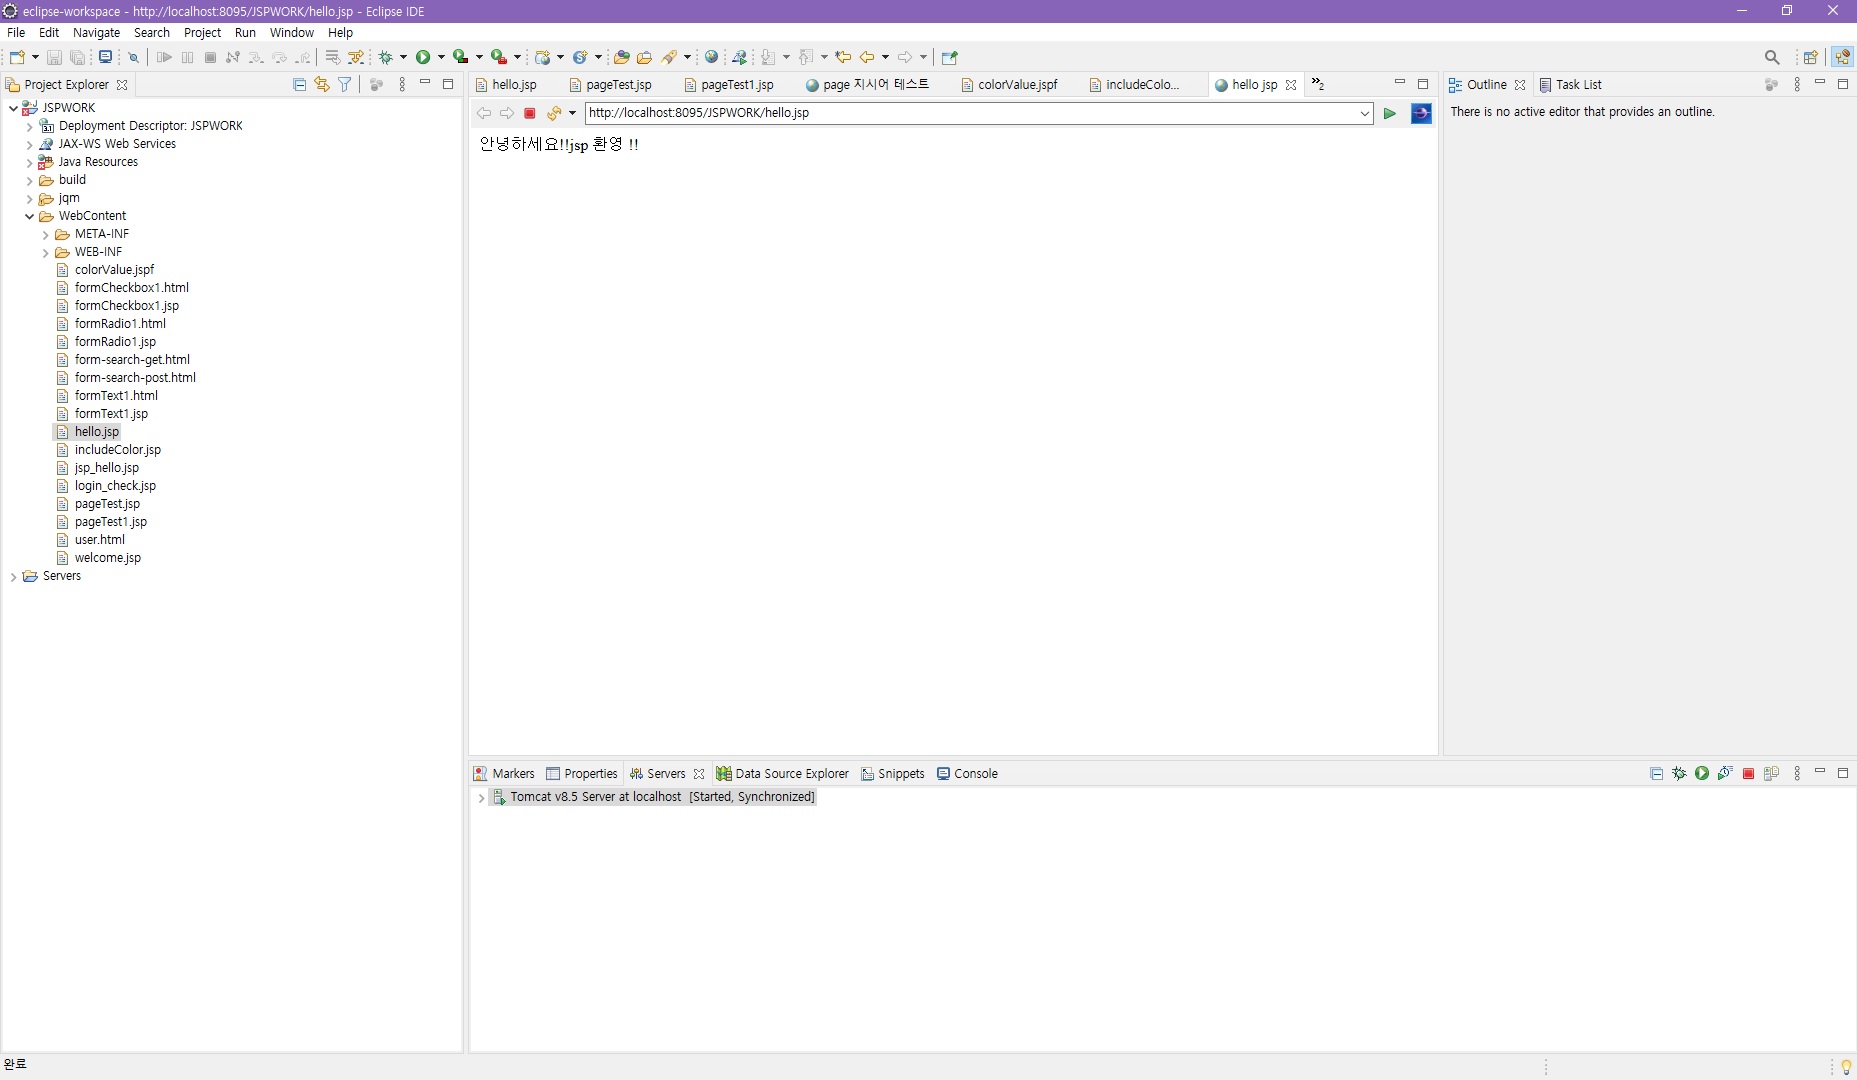 eclipse-workspace - http://localhost:8095/JSPWORK/hello.jsp - Eclipse IDE
File Edit Navigate Search Project Run Window Help
Project Explorer
JSPWORK
Deployment Descriptor: JSPWORK
JAX-WS Web Services
Java Resources
build
jqm
WebContent
META-INF
WEB-INF
colorValue.jspf
formCheckbox1.html
formCheckbox1.jsp
formRadio1.html
formRadio1.jsp
form-search-get.html
form-search-post.html
formText1.html
formText1.jsp
hello.jsp
includeColor.jsp
jsp_hello.jsp
login_check.jsp
pageTest.jsp
pageTest1.jsp
user.html
welcome.jsp
Servers
hello.jsp pageTest.jsp pageTest1.jsp page 지시어 테스트 colorValue.jspf includeColo... hello jsp »2
http://localhost:8095/JSPWORK/hello.jsp
안녕하세요!!jsp 환영 !!
Outline Task List
There is no active editor that provides an outline.
Markers Properties Servers Data Source Explorer Snippets Console
Tomcat v8.5 Server at localhost [Started, Synchronized]
완료